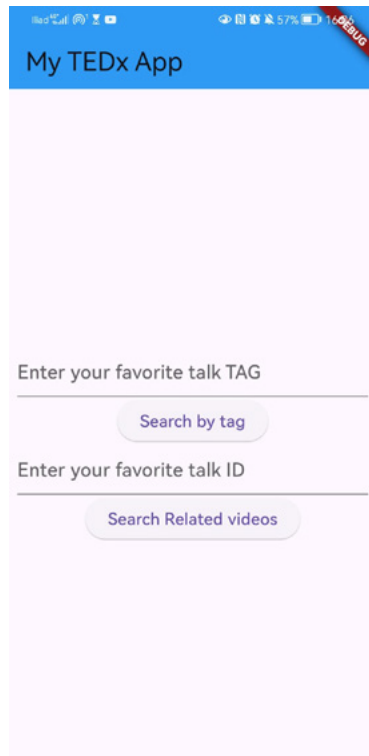 Iliad 57%
DEBUG
My TEDx App
Enter your favorite talk TAG
Search by tag
Enter your favorite talk ID
Search Related videos